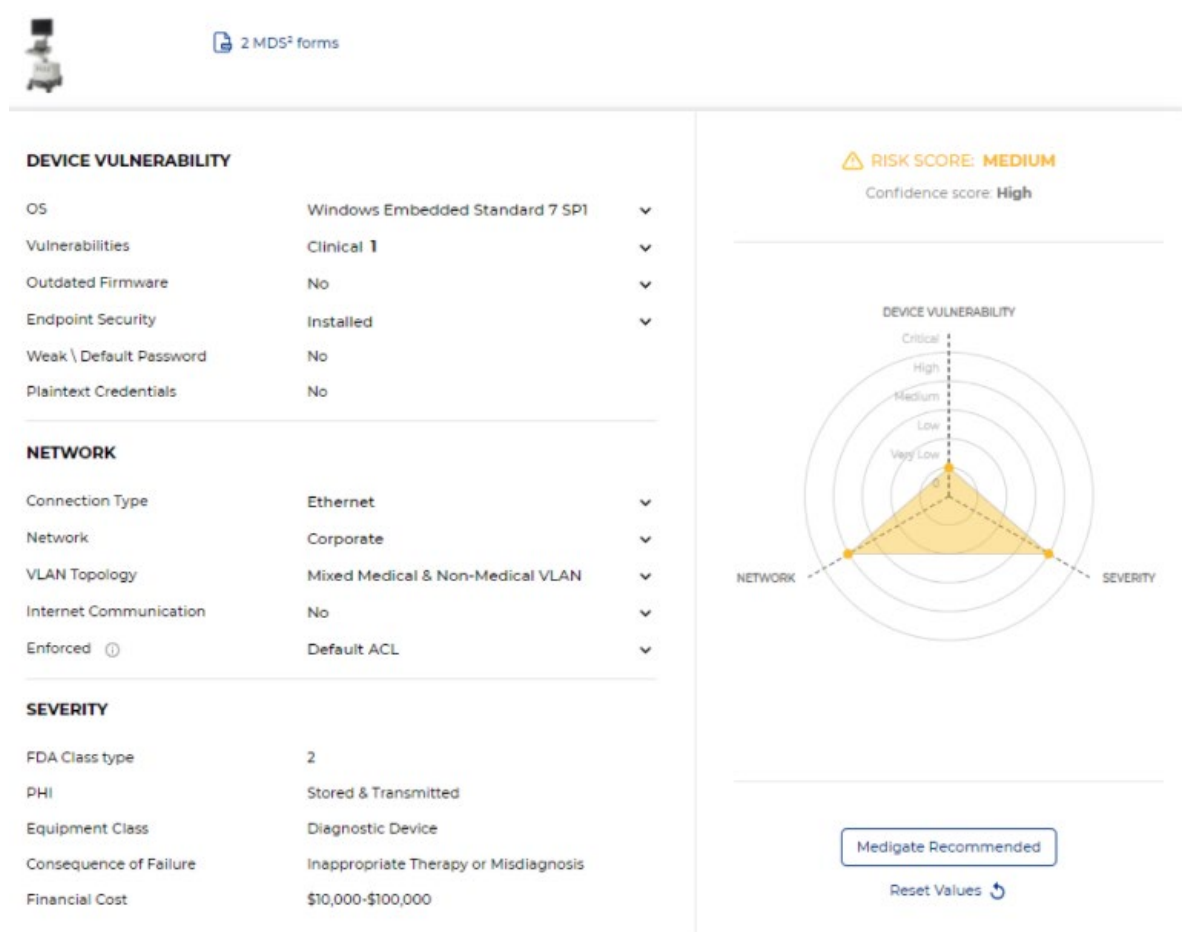 2 MDS² forms
DEVICE VULNERABILITY
OS Windows Embedded Standard 7 SP1
Vulnerabilities Clinical 1
Outdated Firmware No
Endpoint Security Installed
Weak \ Default Password No
Plaintext Credentials No
NETWORK
Connection Type Ethernet
Network Corporate
VLAN Topology Mixed Medical & Non-Medical VLAN
Internet Communication No
Enforced Default ACL
SEVERITY
FDA Class type 2
PHI Stored & Transmitted
Equipment Class Diagnostic Device
Consequence of Failure Inappropriate Therapy or Misdiagnosis
Financial Cost $10,000-$100,000
RISK SCORE: MEDIUM
Confidence score: High
DEVICE VULNERABILITY
Critical
High
Medium
Low
Very Low
0
NETWORK
SEVERITY
Medigate Recommended
Reset Values